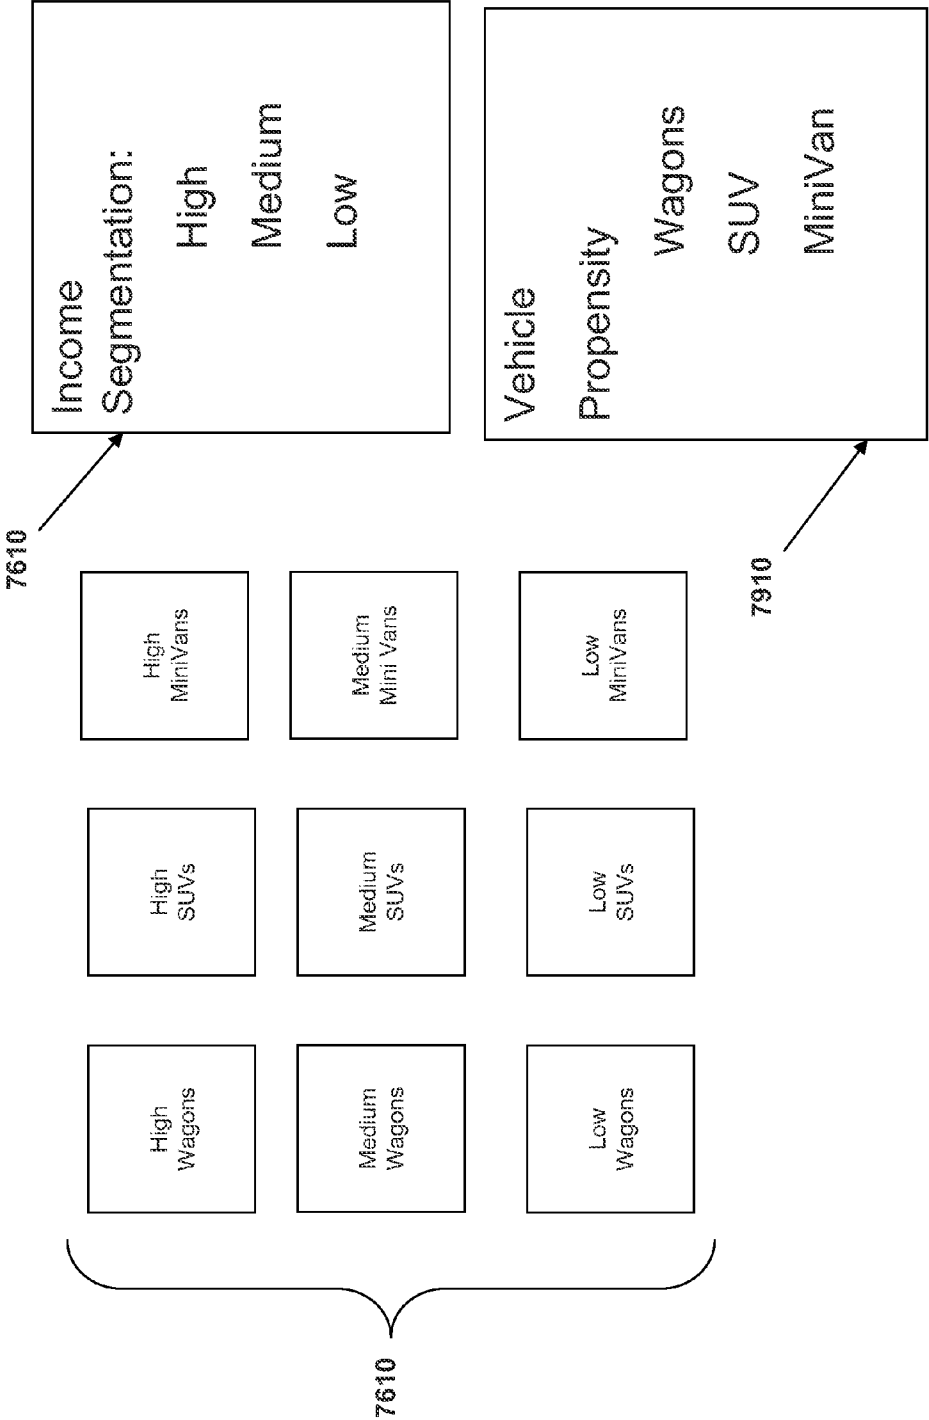 7610
High
Wagons
High
SUVs
High
MiniVans
Medium
Wagons
Medium
SUVs
Medium
Mini Vans
Low
Wagons
Low
SUVs
Low
MiniVans
7610
Income
Segmentation:
High
Medium
Low
7910
Vehicle
Propensity
Wagons
SUV
MiniVan